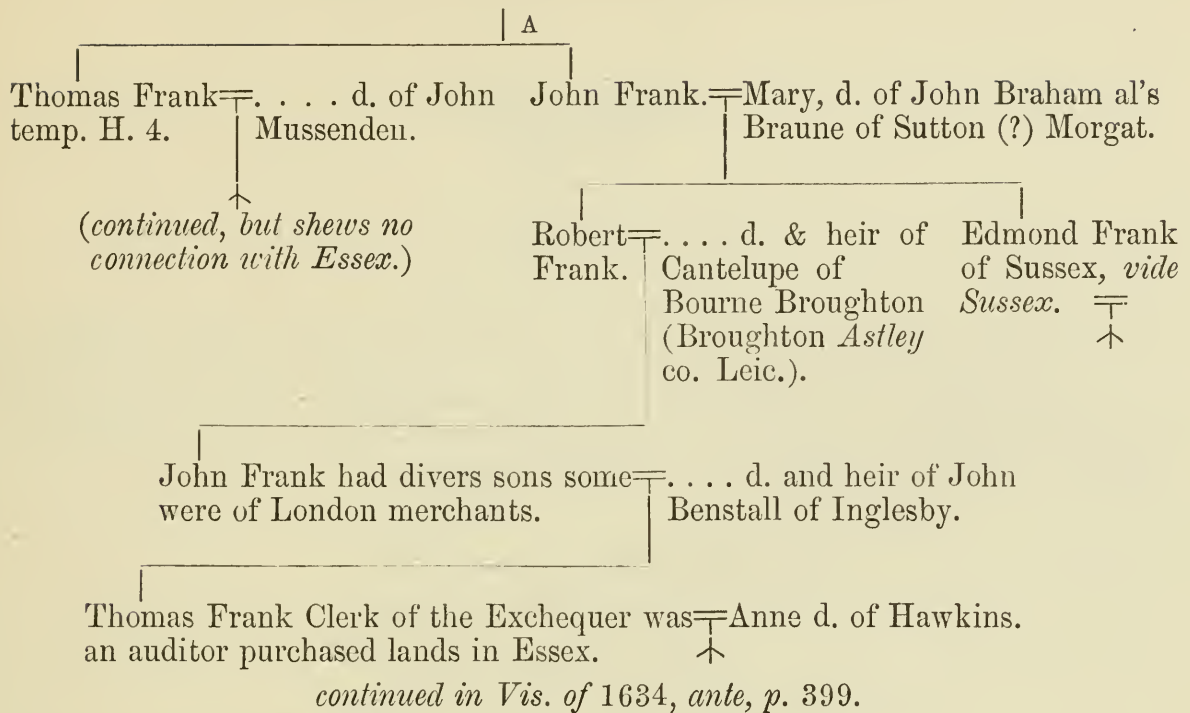 A
Thomas Frank . . . . d. of John
temp. H. 4. Mussenden.
(continued, but shews no
connection with Essex.)
John Frank. Mary, d. of John Braham al's
Braune of Sutton (?) Morgat.
Robert . . . . d. & heir of
Frank. Cantelupe of
Bourne Broughton
(Broughton Astley
co. Leic.).
Edmond Frank
of Sussex, vide
Sussex.
John Frank had divers sons some . . . . d. and heir of John
were of London merchants. Benstall of Inglesby.
Thomas Frank Clerk of the Exchequer was Anne d. of Hawkins.
an auditor purchased lands in Essex.
continued in Vis. of 1634, ante, p. 399.